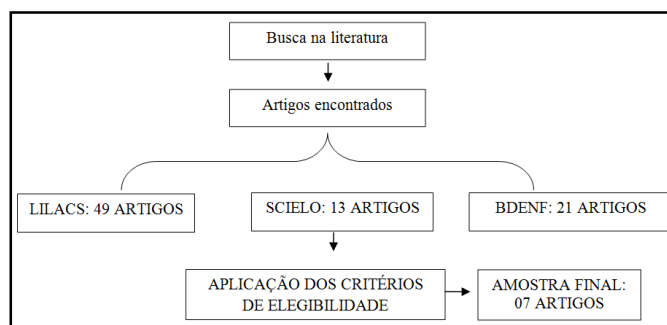 Busca na literatura
Artigos encontrados
LILACS: 49 ARTIGOS
SCIELO: 13 ARTIGOS
BDENF: 21 ARTIGOS
APLICAÇÃO DOS CRITÉRIOS
DE ELEGIBILIDADE
AMOSTRA FINAL:
07 ARTIGOS